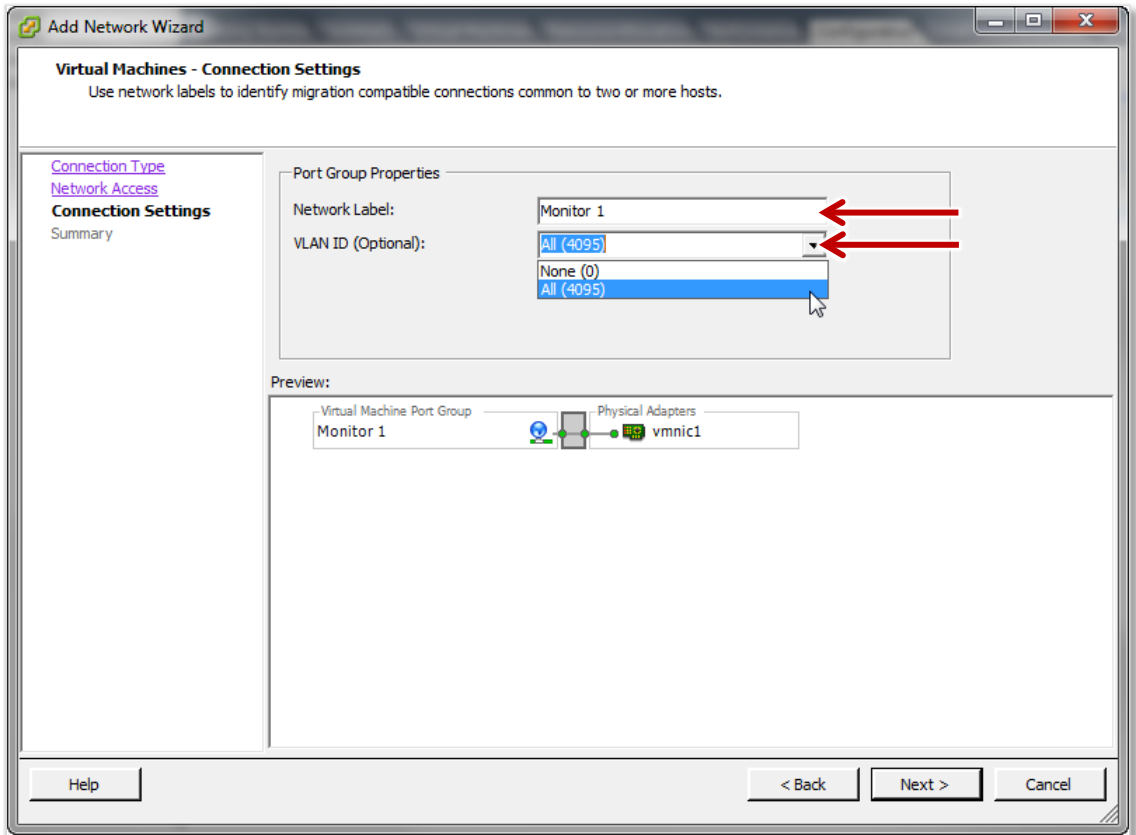 Add Network Wizard
Virtual Machines - Connection Settings
Use network labels to identify migration compatible connections common to two or more hosts.
Connection Type
Network Access
Connection Settings
Summary
Port Group Properties
Network Label:
Monitor 1
VLAN ID (Optional):
All (4095)
None (0)
All (4095)
Preview:
Virtual Machine Port Group
Physical Adapters
Monitor 1
vmnic1
Help
< Back
Next >
Cancel